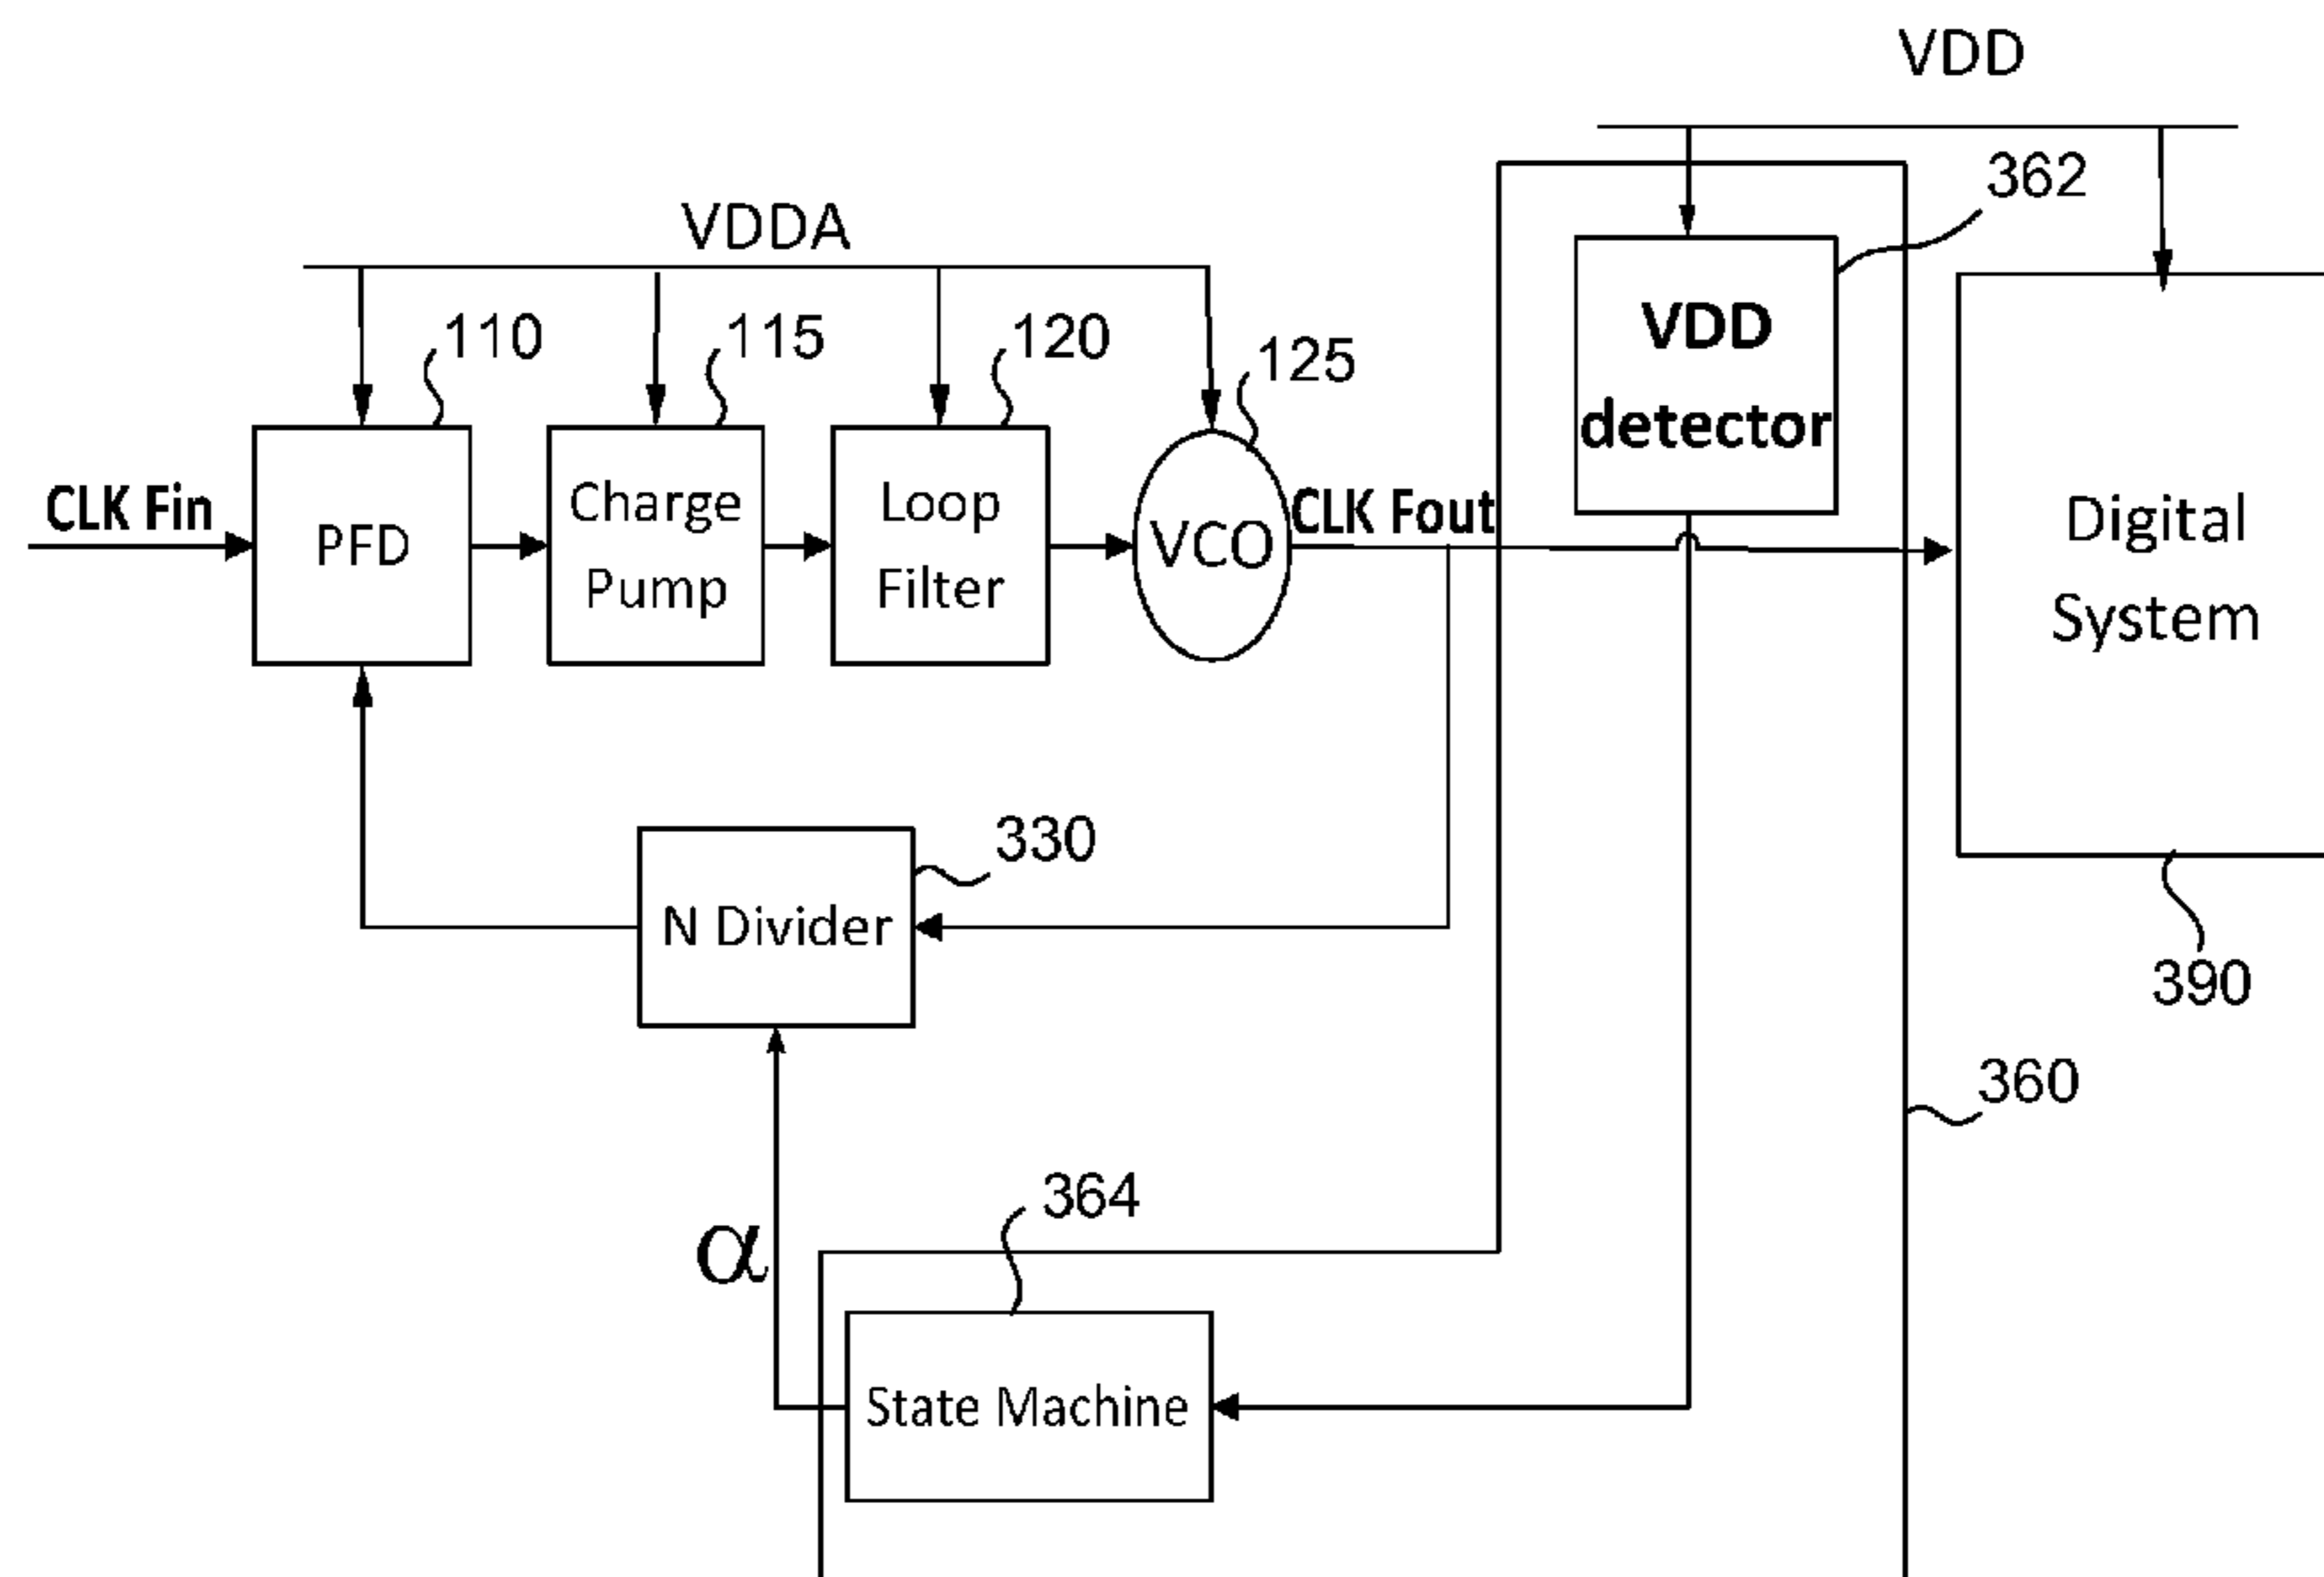 VDD
362
VDDA
110
115
120
125
VDD
detector
CLK Fin
PFD
Charge
Pump
Loop
Filter
VCO
CLK Fout
Digital
System
330
N Divider
390
360
364
α
State Machine